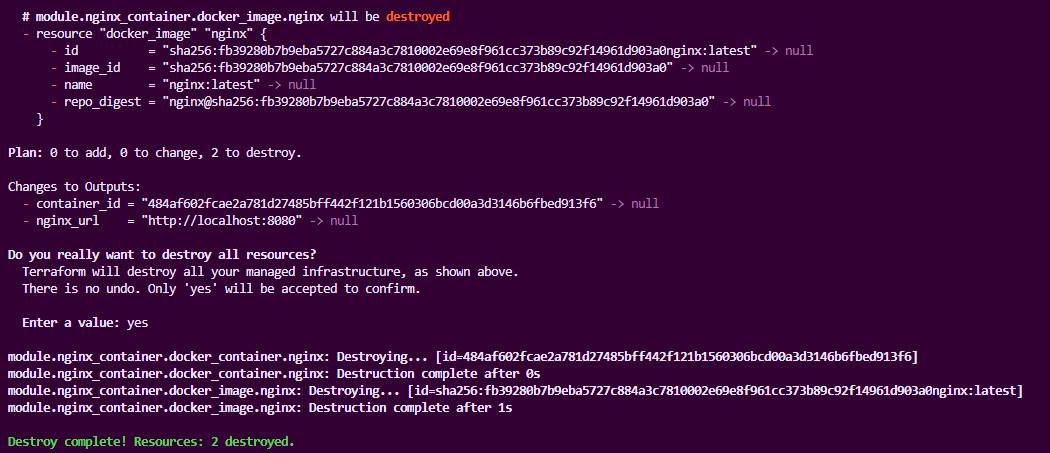 # module.nginx_container.docker_image.nginx will be destroyed
- resource "docker_image" "nginx" {
- id = "sha256:fb39280b7b9eba5727c884a3c7810002e69e8f961cc373b89c92f14961d903a0nginx:latest" -> null
- image_id = "sha256:fb39280b7b9eba5727c884a3c7810002e69e8f961cc373b89c92f14961d903a0" -> null
- name = "nginx:latest" -> null
- repo_digest = "nginx@sha256:fb39280b7b9eba5727c884a3c7810002e69e8f961cc373b89c92f14961d903a0" -> null
}
Plan: 0 to add, 0 to change, 2 to destroy.
Changes to Outputs:
- container_id = "484af602fcae2a781d27485bff442f121b1560306bcd00a3d3146b6fbed913f6" -> null
- nginx_url = "http://localhost:8080" -> null
Do you really want to destroy all resources?
Terraform will destroy all your managed infrastructure, as shown above.
There is no undo. Only 'yes' will be accepted to confirm.
Enter a value: yes
module.nginx_container.docker_container.nginx: Destroying... [id=484af602fcae2a781d27485bff442f121b1560306bcd00a3d3146b6fbed913f6]
module.nginx_container.docker_container.nginx: Destruction complete after 0s
module.nginx_container.docker_image.nginx: Destroying... [id=sha256:fb39280b7b9eba5727c884a3c7810002e69e8f961cc373b89c92f14961d903a0nginx:latest]
module.nginx_container.docker_image.nginx: Destruction complete after 1s
Destroy complete! Resources: 2 destroyed.